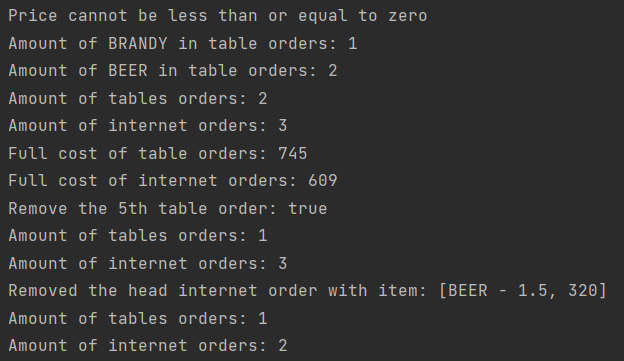 Price cannot be less than or equal to zero
Amount of BRANDY in table orders: 1
Amount of BEER in table orders: 2
Amount of tables orders: 2
Amount of internet orders: 3
Full cost of table orders: 745
Full cost of internet orders: 609
Remove the 5th table order: true
Amount of tables orders: 1
Amount of internet orders: 3
Removed the head internet order with item: [BEER - 1.5, 320]
Amount of tables orders: 1
Amount of internet orders: 2